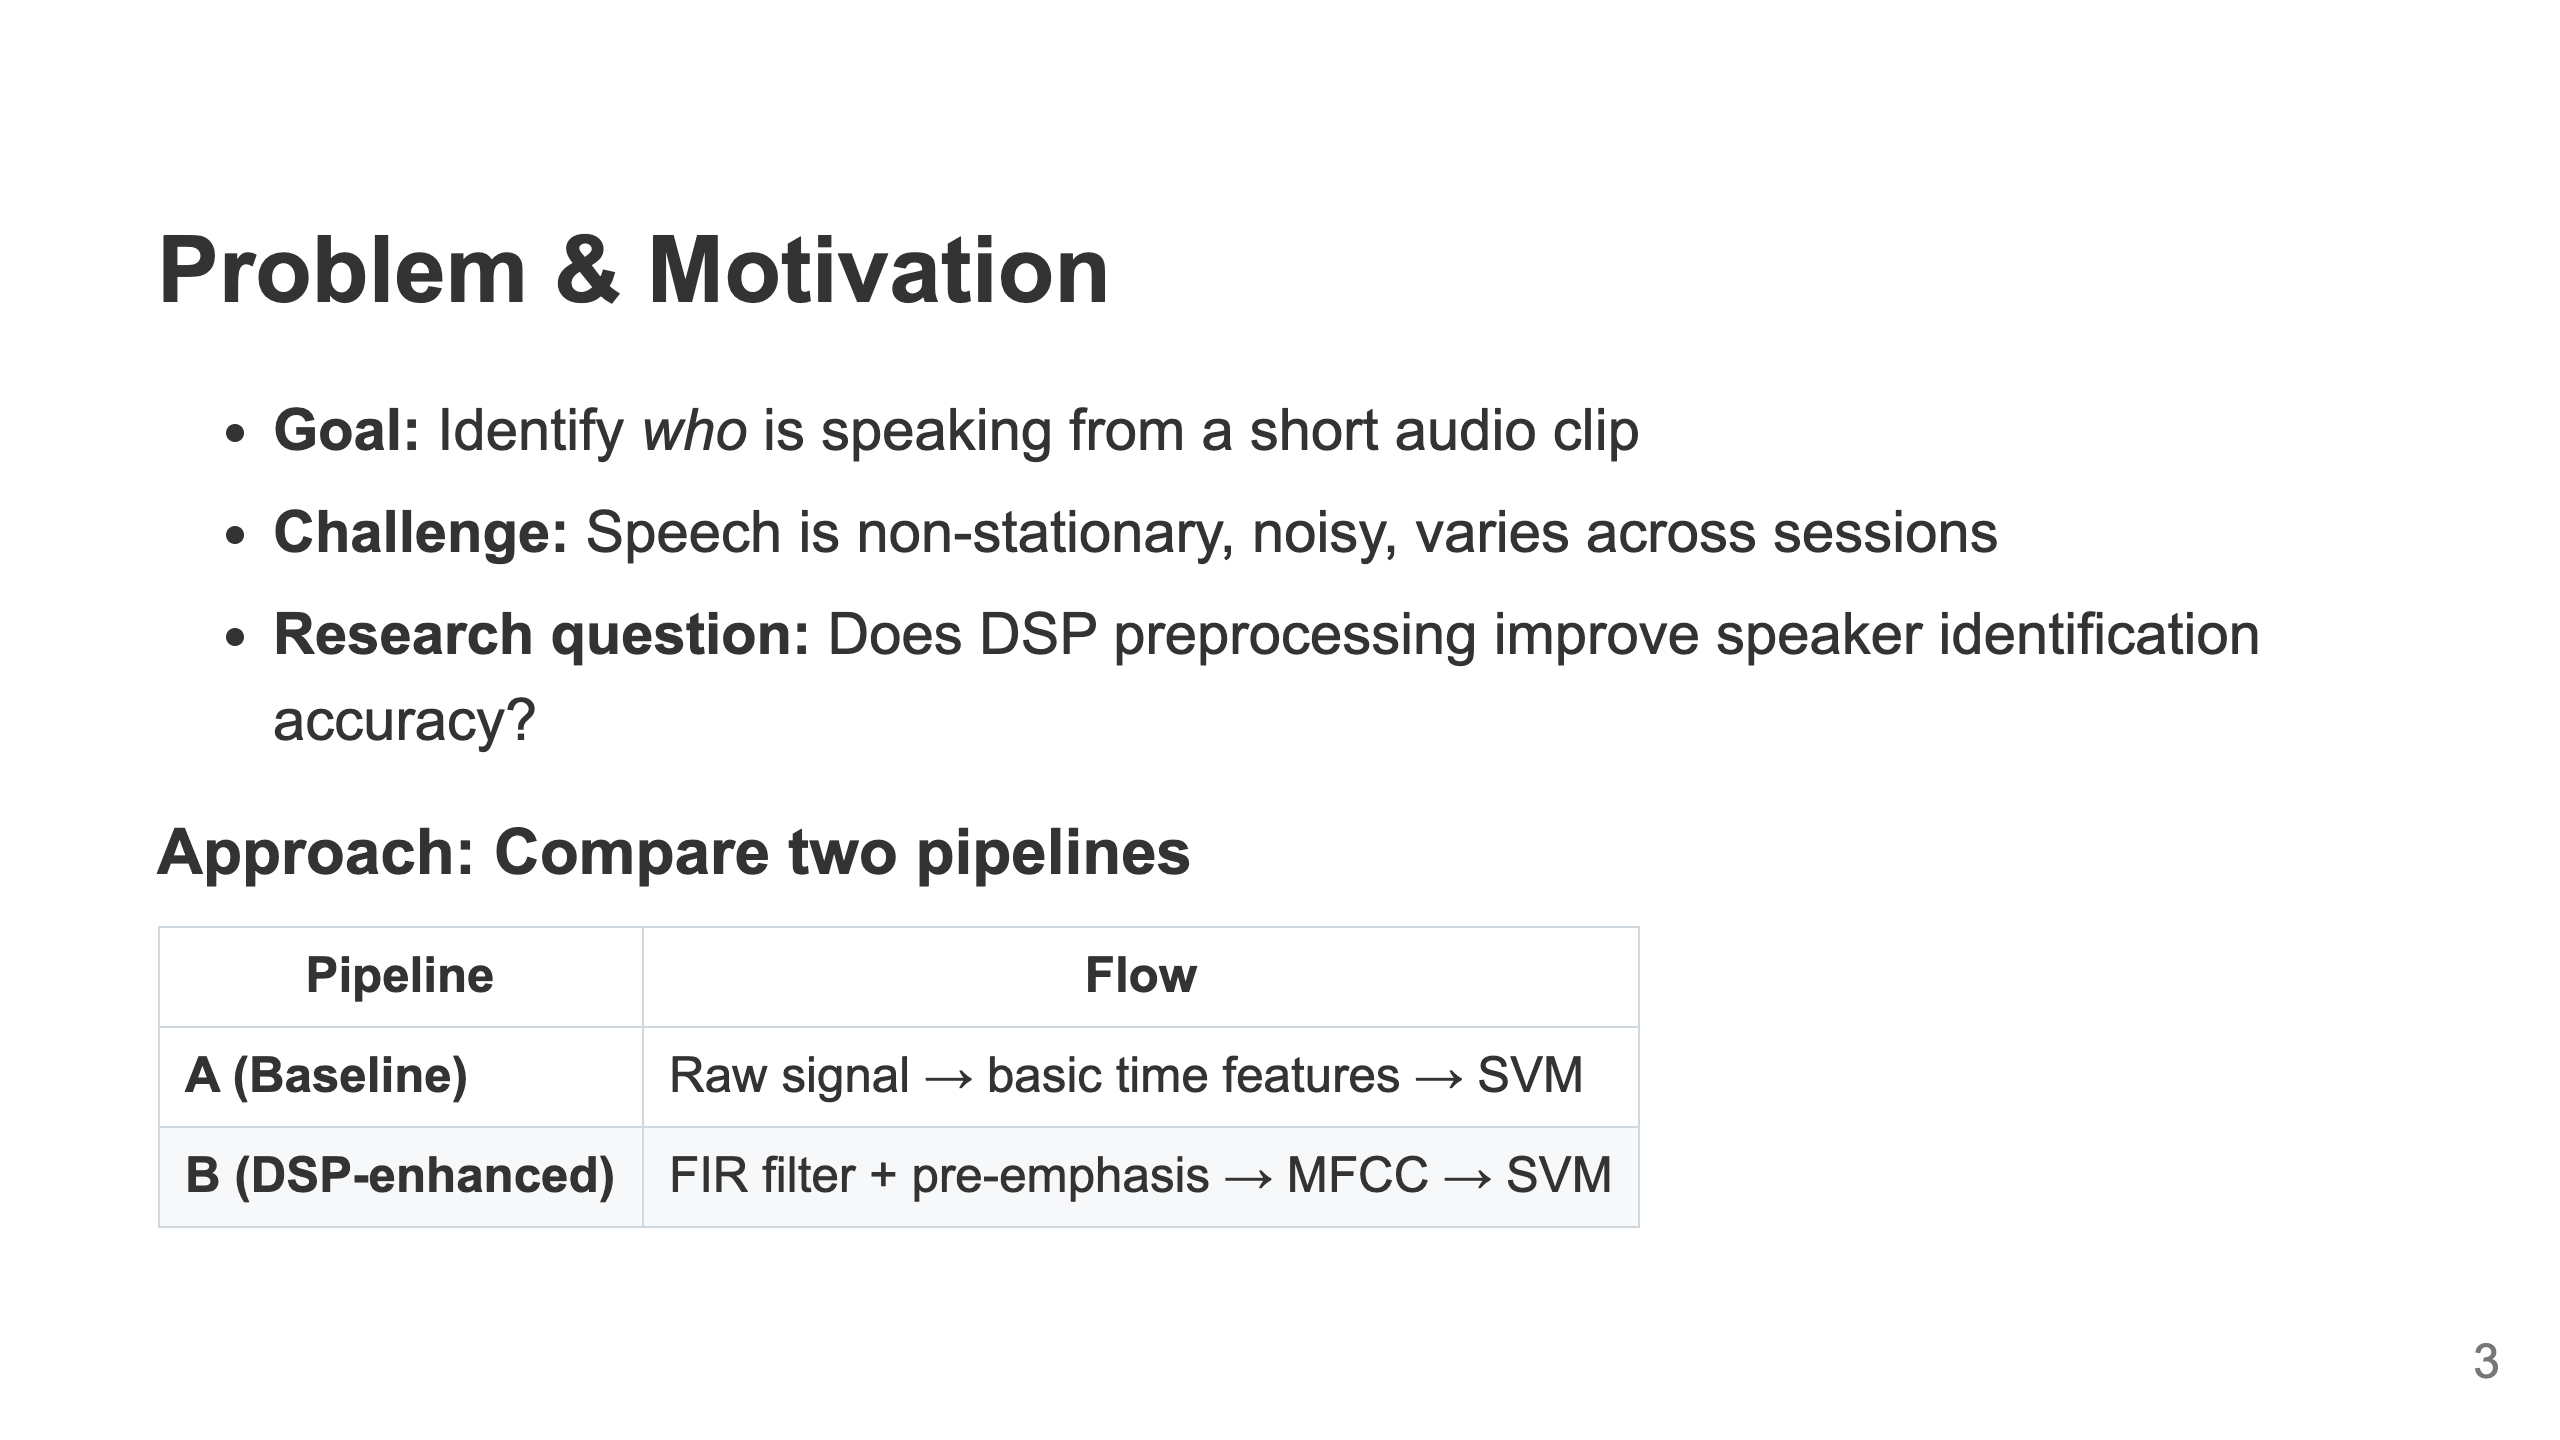 Problem & Motivation
• Goal: Identify who is speaking from a short audio clip
• Challenge: Speech is non-stationary, noisy, varies across sessions
• Research question: Does DSP preprocessing improve speaker identification
accuracy?
Approach: Compare two pipelines
Pipeline Flow
A (Baseline) Raw signal → basic time features → SVM
B (DSP-enhanced) FIR filter + pre-emphasis → MFCC → SVM
3